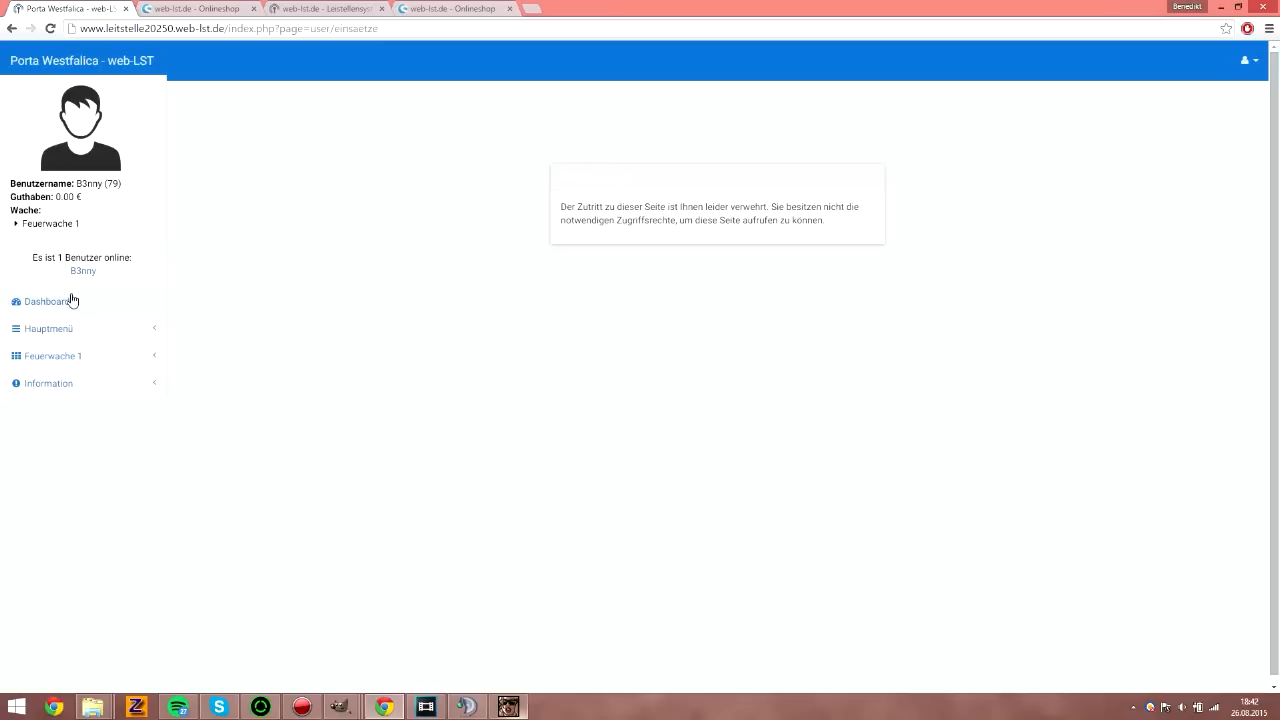 Porta Westfalica - web-LS
web-lst.de - Onlineshop
web-lst.de - Leistellensyst
web-lst.de - Onlineshop
Benedikt
www.leitstelle20250.web-lst.de/index.php?page=user/einsaetze
Porta Westfalica - web-LST
Benutzername: B3nny (79)
Guthaben: 0.00 €
Wache:
Feuerwache 1
Es ist 1 Benutzer online:
B3nny
Dashboard
Hauptmenü
Feuerwache 1
Information
Der Zutritt zu dieser Seite ist Ihnen leider verwehrt. Sie besitzen nicht die
notwendigen Zugriffsrechte, um diese Seite aufrufen zu können.
18:42
26.08.2015